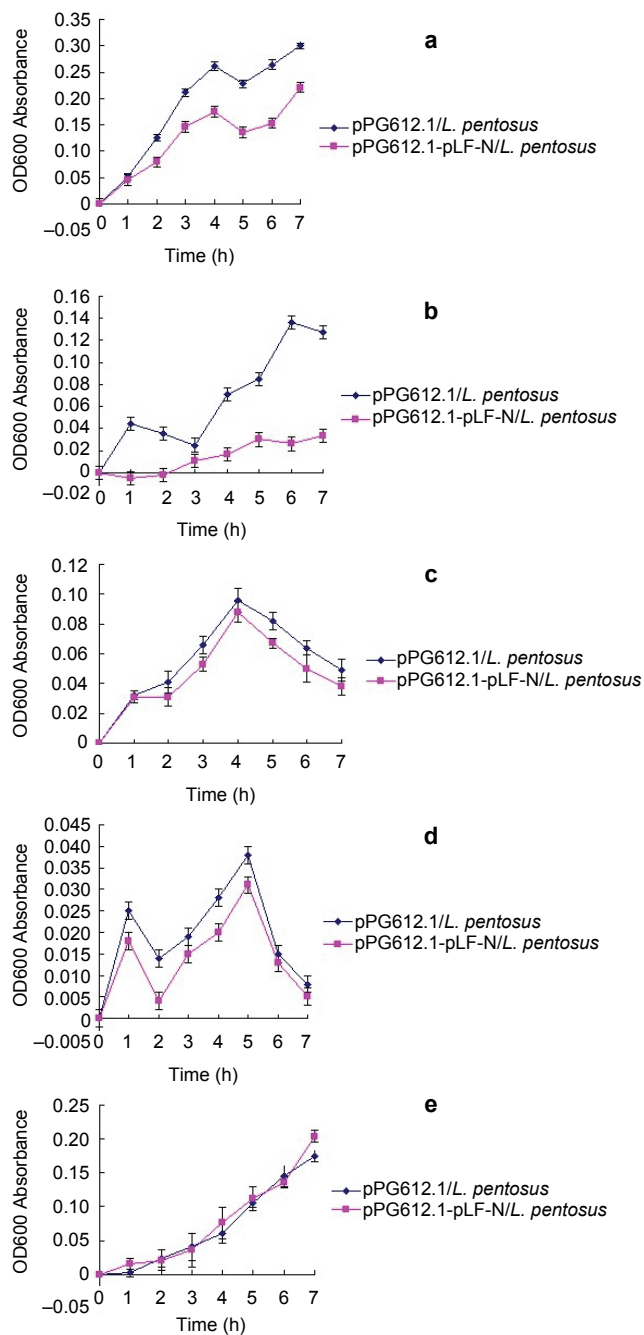 a
OD600 Absorbance
0.30
0.25
0.20
0.15
0.10
0.05
0
–0.05
0 1 2 3 4 5 6 7
Time (h)
pPG612.1/L. pentosus
pPG612.1-pLF-N/L. pentosus
b
OD600 Absorbance
0.16
0.14
0.12
0.10
0.08
0.06
0.04
0.02
0
–0.02
0 1 2 3 4 5 6 7
Time (h)
pPG612.1/L. pentosus
pPG612.1-pLF-N/L. pentosus
c
OD600 Absorbance
0.12
0.10
0.08
0.06
0.04
0.02
0
0 1 2 3 4 5 6 7
Time (h)
pPG612.1/L. pentosus
pPG612.1-pLF-N/L. pentosus
d
OD600 Absorbance
0.045
0.040
0.035
0.030
0.025
0.020
0.015
0.010
0.005
0
–0.005
0 1 2 3 4 5 6 7
Time (h)
pPG612.1/L. pentosus
pPG612.1-pLF-N/L. pentosus
e
OD600 Absorbance
0.25
0.20
0.15
0.10
0.05
0
–0.05
0 1 2 3 4 5 6 7
Time (h)
pPG612.1/L. pentosus
pPG612.1-pLF-N/L. pentosus